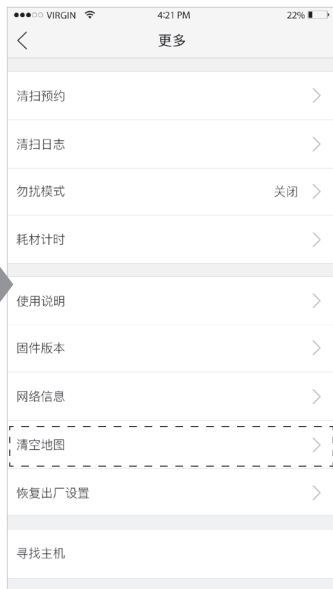 VIRGIN 4:21 PM 22%
更多
清扫预约
清扫日志
勿扰模式 关闭
耗材计时
使用说明
固件版本
网络信息
清空地图
恢复出厂设置
寻找主机